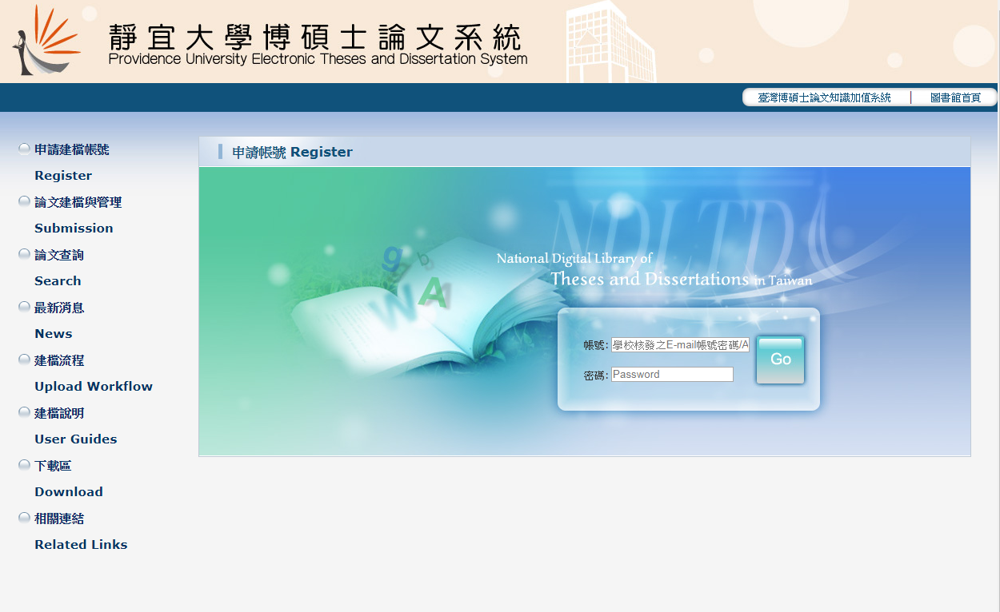 靜宜大學博碩士論文系統
Providence University Electronic Theses and Dissertation System
臺灣博碩士論文知識加值系統 | 圖書館首頁
申請建檔帳號
Register
論文建檔與管理
Submission
論文查詢
Search
最新消息
News
建檔流程
Upload Workflow
建檔說明
User Guides
下載區
Download
相關連結
Related Links
申請帳號 Register
NDLTD
National Digital Library of
Theses and Dissertations in Taiwan
g b
W A
帳號: 學校核發之E-mail帳號密碼/A
Go
密碼: Password